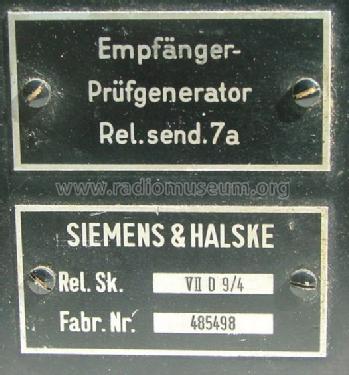 Empfänger-
Prüfgenerator
Rel.send.7a
www.radiomuseum.org
SIEMENS & HALSKE
Rel. Sk. VII D 9/4
Fabr. Nr. 485498